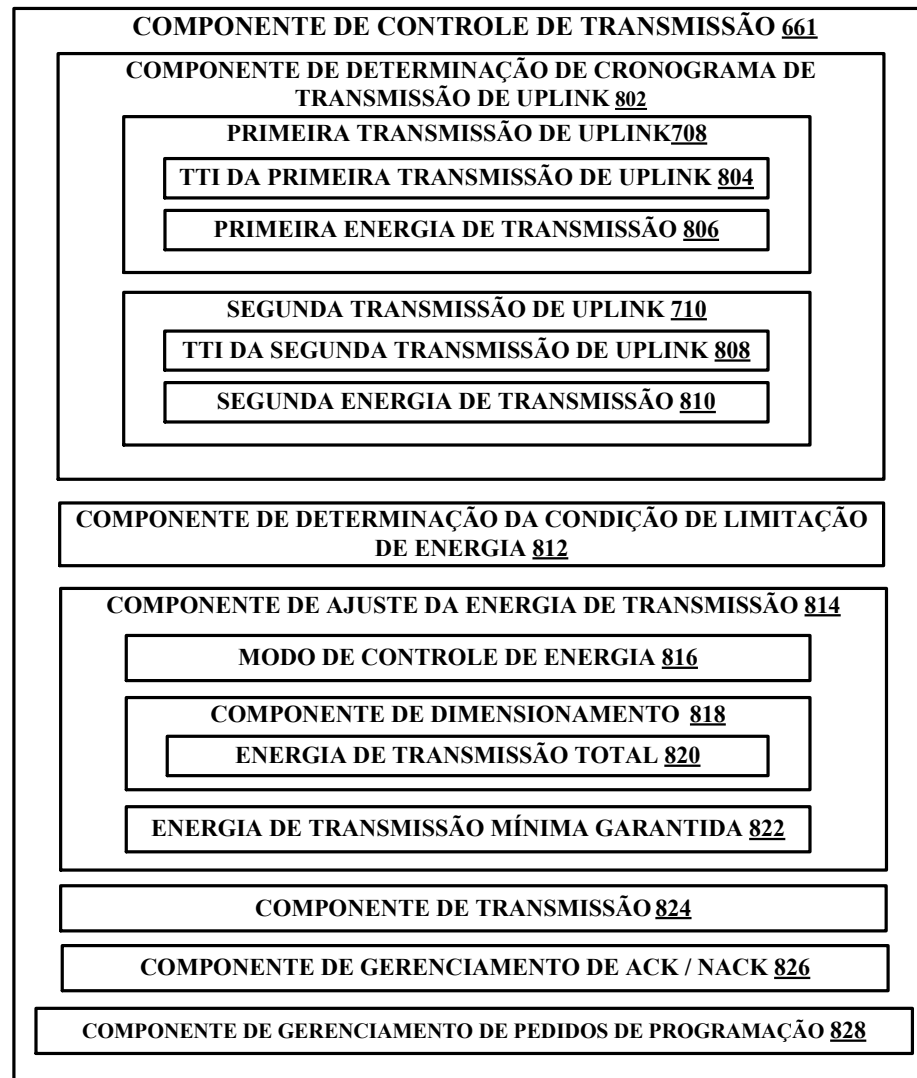 COMPONENTE DE CONTROLE DE TRANSMISSÃO 661
COMPONENTE DE DETERMINAÇÃO DE CRONOGRAMA DE
TRANSMISSÃO DE UPLINK 802
PRIMEIRA TRANSMISSÃO DE UPLINK708
TTI DA PRIMEIRA TRANSMISSÃO DE UPLINK 804
PRIMEIRA ENERGIA DE TRANSMISSÃO 806
SEGUNDA TRANSMISSÃO DE UPLINK 710
TTI DA SEGUNDA TRANSMISSÃO DE UPLINK 808
SEGUNDA ENERGIA DE TRANSMISSÃO 810
COMPONENTE DE DETERMINAÇÃO DA CONDIÇÃO DE LIMITAÇÃO
DE ENERGIA 812
COMPONENTE DE AJUSTE DA ENERGIA DE TRANSMISSÃO 814
MODO DE CONTROLE DE ENERGIA 816
COMPONENTE DE DIMENSIONAMENTO 818
ENERGIA DE TRANSMISSÃO TOTAL 820
ENERGIA DE TRANSMISSÃO MÍNIMA GARANTIDA 822
COMPONENTE DE TRANSMISSÃO 824
COMPONENTE DE GERENCIAMENTO DE ACK / NACK 826
COMPONENTE DE GERENCIAMENTO DE PEDIDOS DE PROGRAMAÇÃO 828